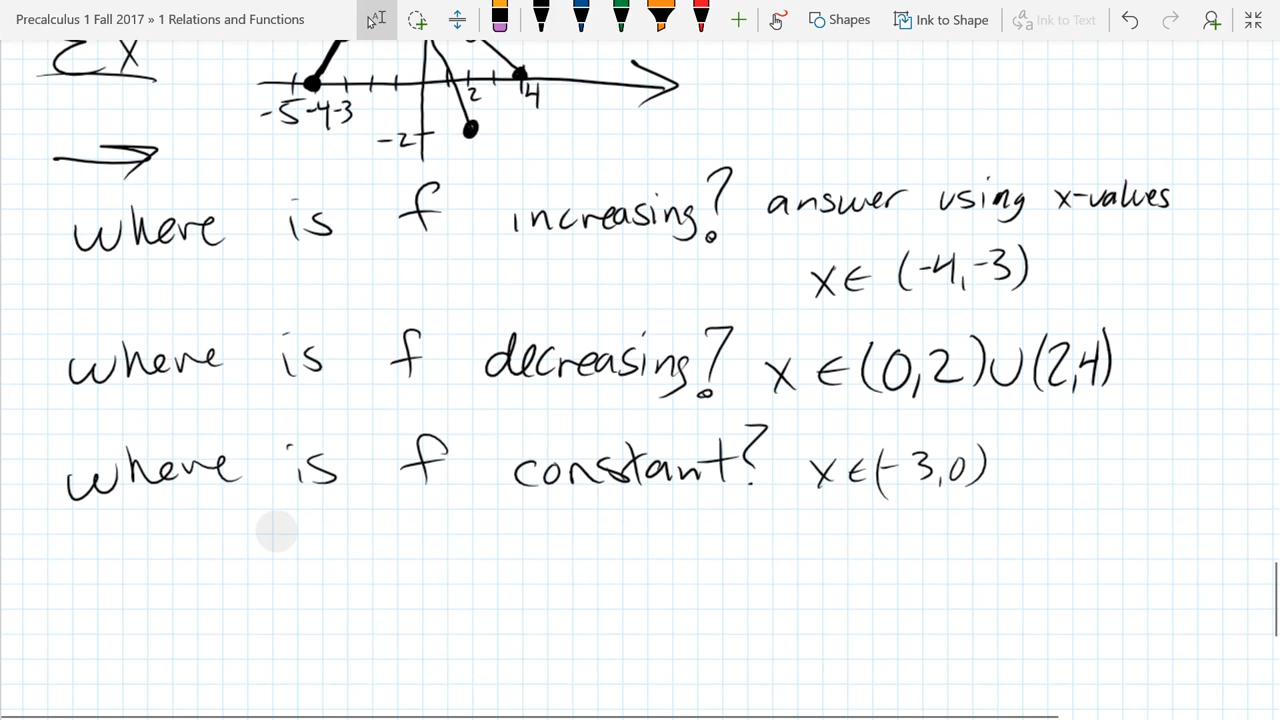 Precalculus 1 Fall 2017 » 1 Relations and Functions
Shapes
Ink to Shape
Ink to Text
Ex
-5 -4 -3 2 4
-2
where is f increasing? answer using x-values
x ∈ (-4, -3)
where is f decreasing? x ∈ (0,2) ∪ (2,4)
where is f constant? x ∈ (-3,0)